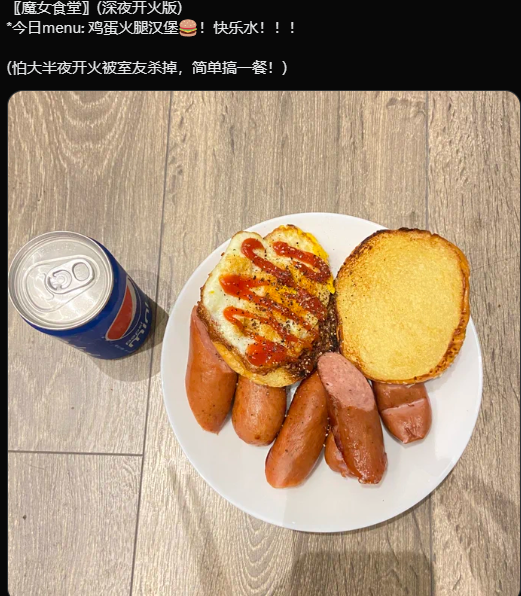 〖魔女食堂〗(深夜开火版)
*今日menu: 鸡蛋火腿汉堡🍔！快乐水！！！
(怕大半夜开火被室友杀掉，简单搞一餐！)
mini